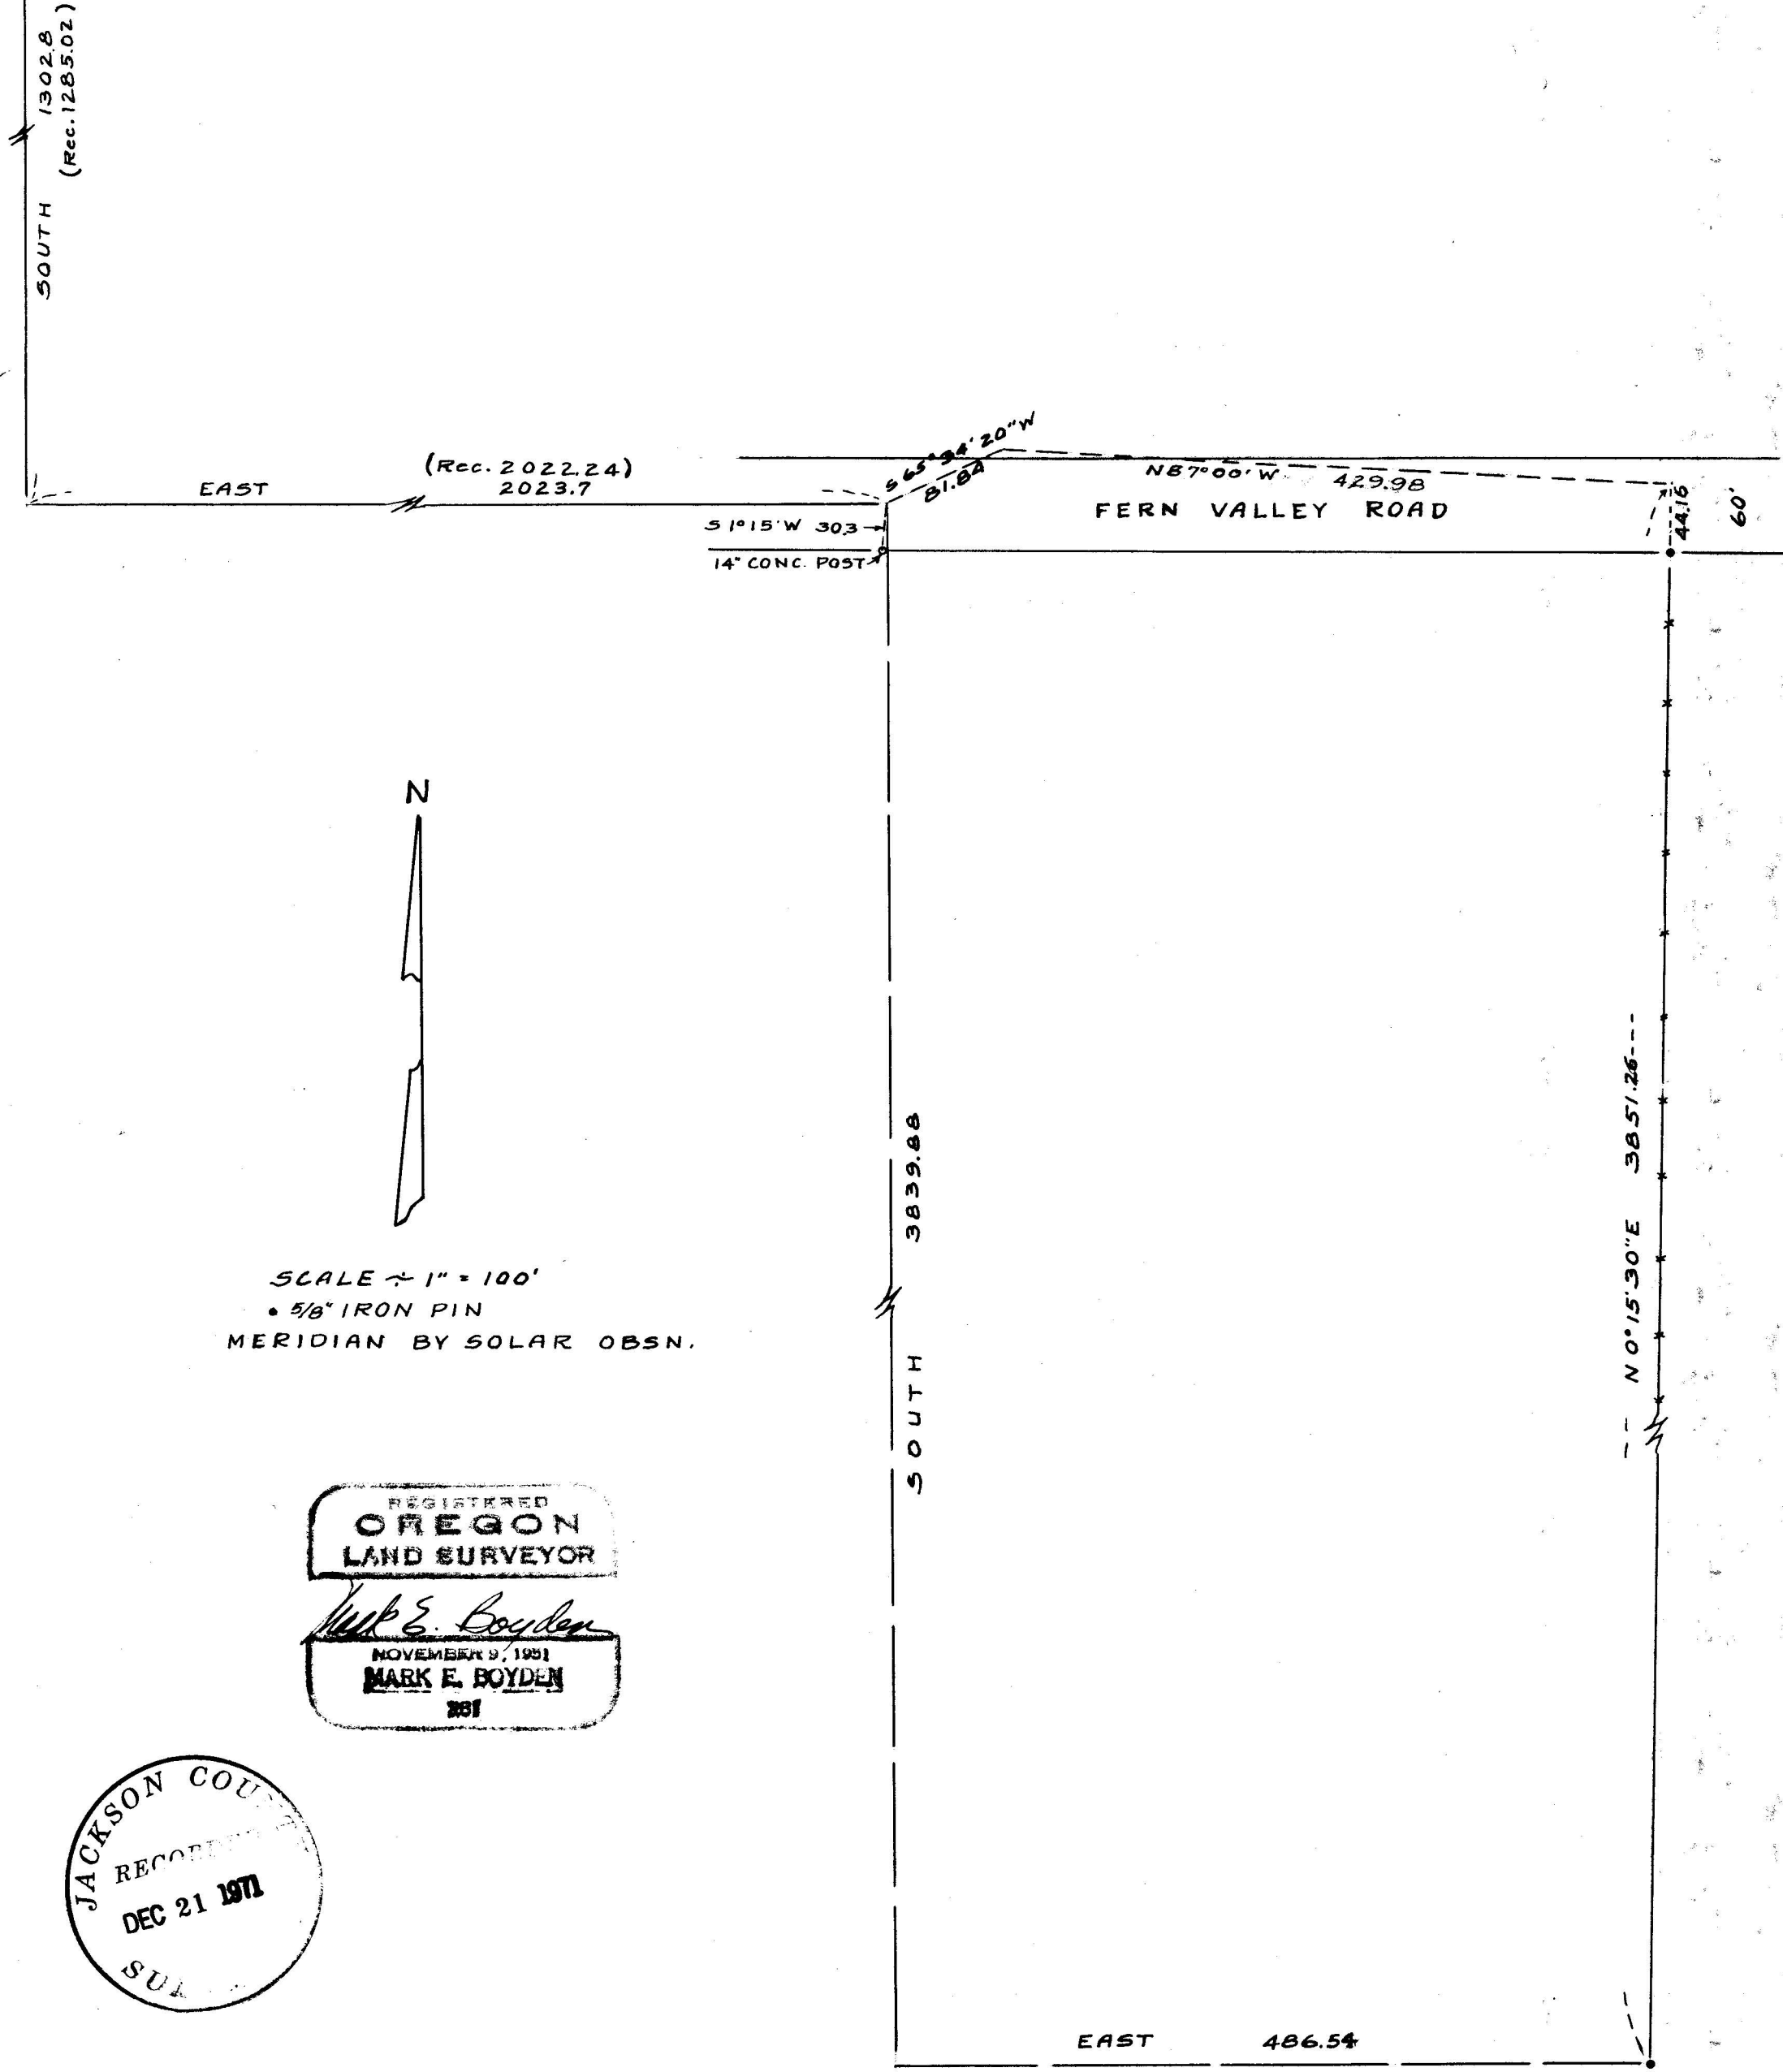 SOUTH 1302.8
(Rec. 1285.02)
(Rec. 2022.24)
EAST 2023.7
S 65° 34' 20" W
81.84
N 87° 00' W 429.98
FERN VALLEY ROAD
44.16
60'
S 1° 15' W 30.3
14" CONC. POST
N
SCALE ÷ 1" = 100'
• 5/8" IRON PIN
MERIDIAN BY SOLAR OBSN.
SOUTH 3839.88
-- N 0° 15' 30" E 3851.26 ---
REGISTERED
OREGON
LAND SURVEYOR
Mark E. Boyden
NOVEMBER 9, 1951
MARK E. BOYDEN
JACKSON
DEC 21 1971
EAST 486.54